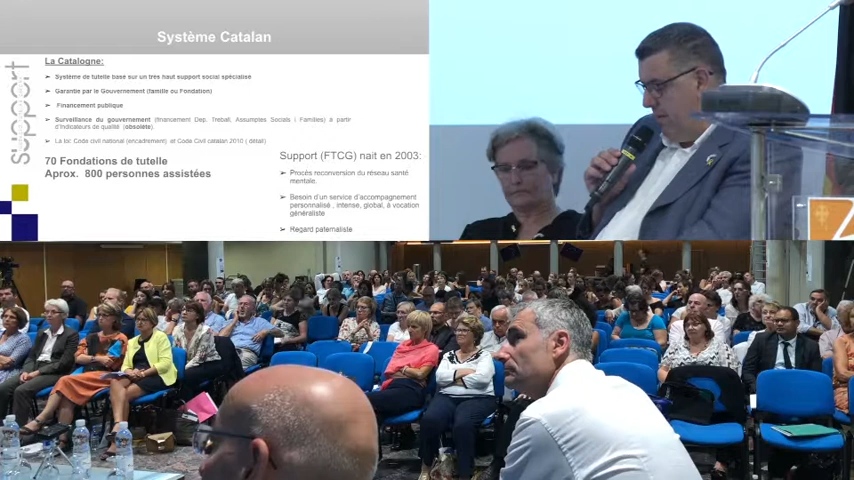 Système Catalan
La Catalogne:
➢ Système de tutelle basé sur un très haut support social spécialisé
➢ Garantie par le Gouvernement (famille ou Fondation)
➢ Financement publique
➢ Surveillance du gouvernement (financement Dep. Treball, Assumptes Socials i Famílies) à partir
d'indicateurs de qualité (obsolète).
➢ La loi: Code civil national (encadrement) et Code Civil catalan 2010 ( détail)
70 Fondations de tutelle
Aprox. 800 personnes assistées
Support (FTCG) nait en 2003:
➢ Procès reconversion du réseau santé
mentale.
➢ Besoin d'un service d'accompagnement
personnalisé , intense, global, à vocation
généraliste
➢ Regard paternaliste
support